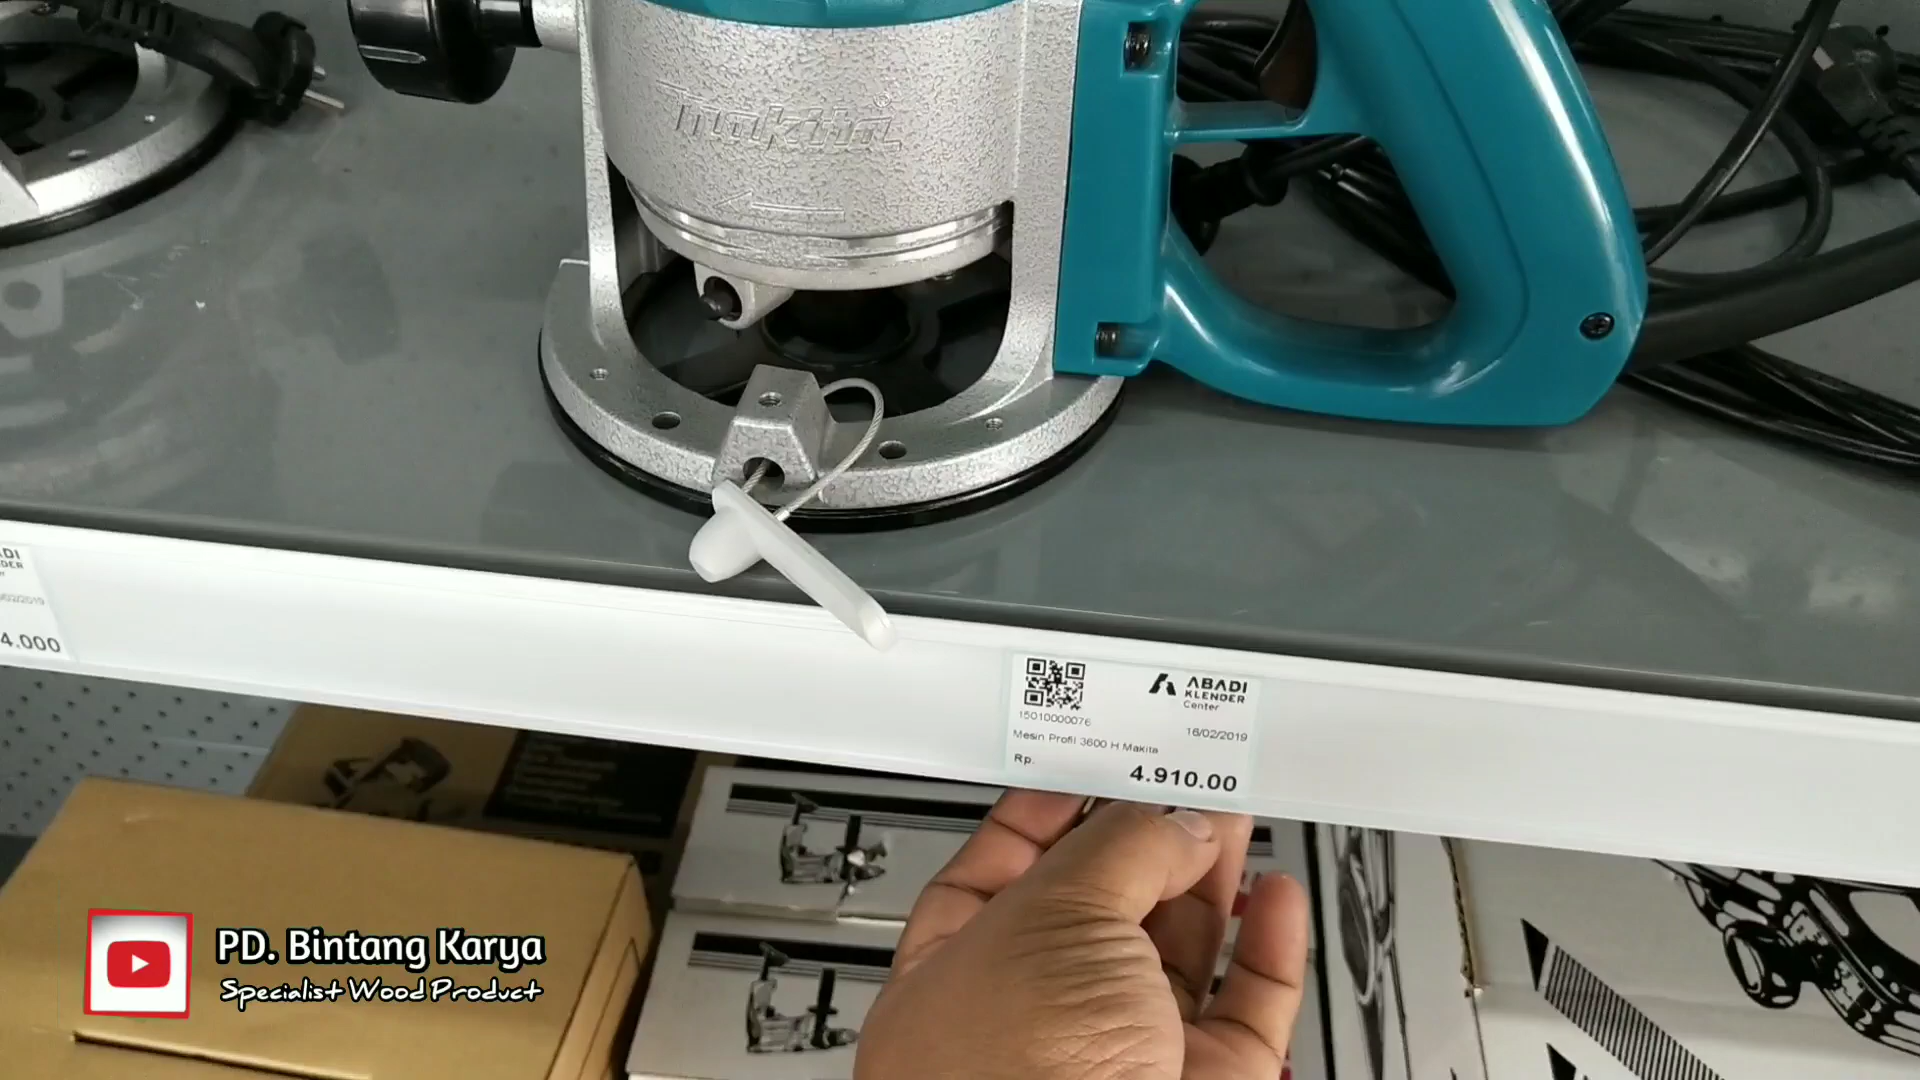 makita®
4.000
ABADI
KLENDER
Center
15010000076
16/02/2019
Mesin Profil 3600 H Makita
Rp.
4.910.00
PD. Bintang Karya
Specialist Wood Product